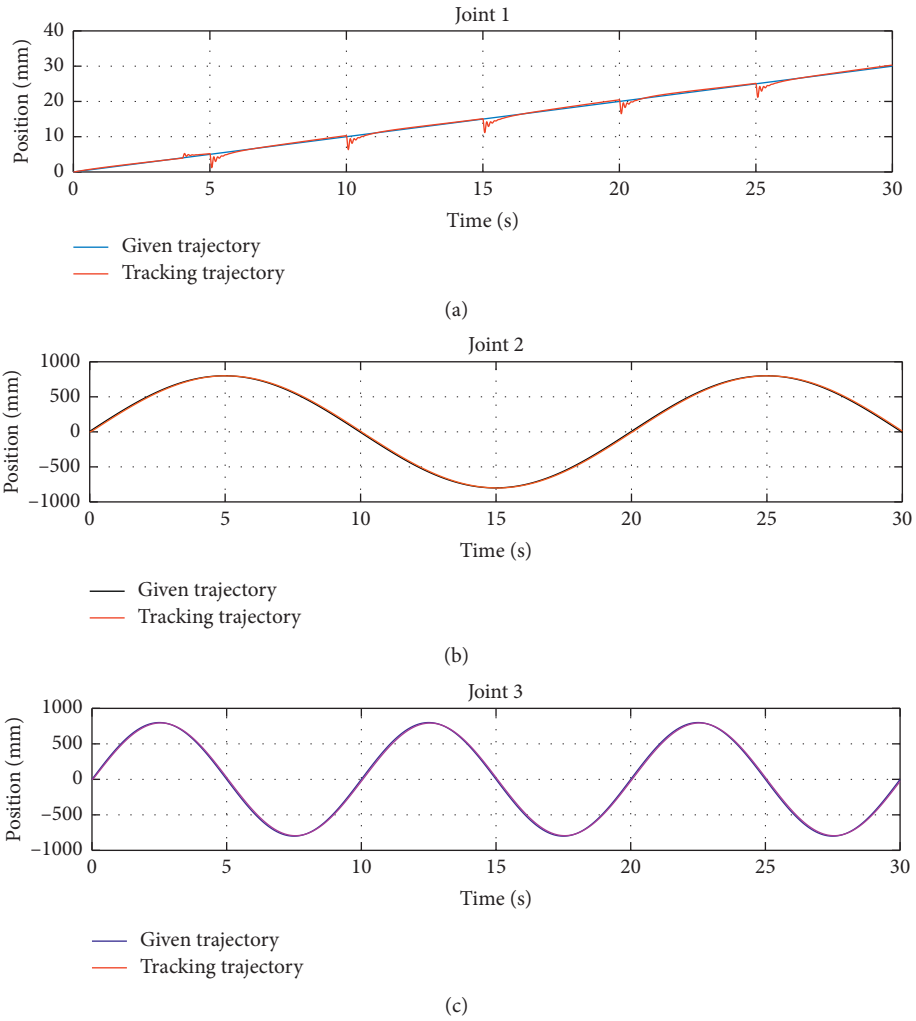 Joint 1
Position (mm)
40
30
20
10
0
0 5 10 15 20 25 30
Time (s)
Given trajectory
Tracking trajectory
(a)
Joint 2
Position (mm)
1000
500
0
−500
−1000
0 5 10 15 20 25 30
Time (s)
Given trajectory
Tracking trajectory
(b)
Joint 3
Position (mm)
1000
500
0
−500
−1000
0 5 10 15 20 25 30
Time (s)
Given trajectory
Tracking trajectory
(c)